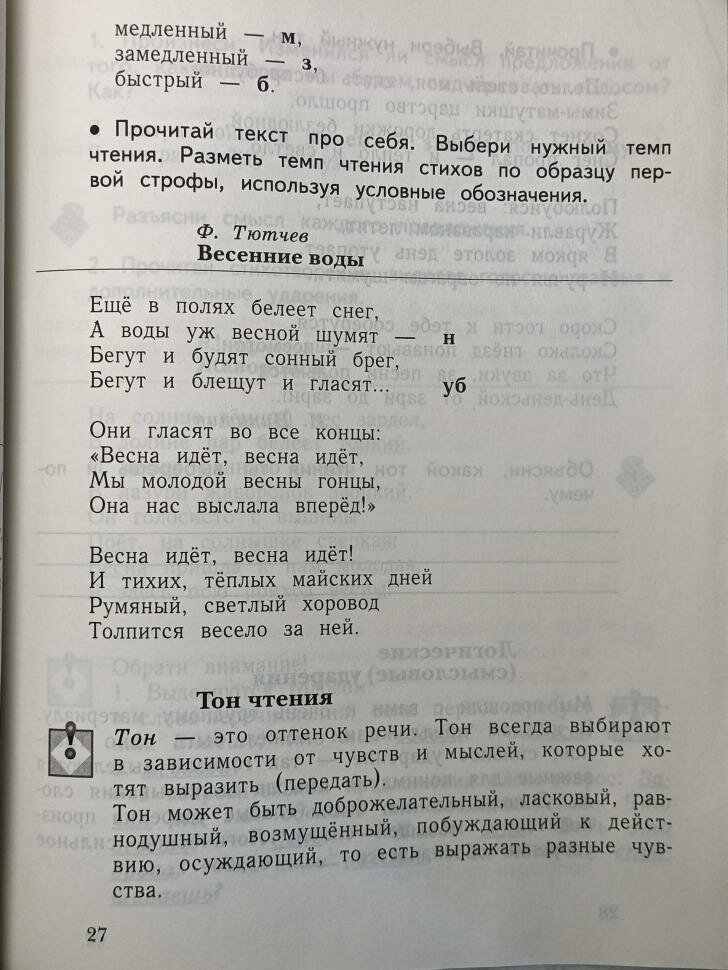 медленный — м,
замедленный — з,
быстрый — б.
• Прочитай текст про себя. Выбери нужный темп
чтения. Разметь темп чтения стихов по образцу пер-
вой строфы, используя условные обозначения.
Ф. Тютчев
Весенние воды
Ещё в полях белеет снег,
А воды уж весной шумят — н
Бегут и будят сонный брег,
Бегут и блещут и гласят... уб
Они гласят во все концы:
«Весна идёт, весна идёт,
Мы молодой весны гонцы,
Она нас выслала вперёд!»
Весна идёт, весна идёт!
И тихих, тёплых майских дней
Румяный, светлый хоровод
Толпится весело за ней.
Тон чтения
Тон — это оттенок речи. Тон всегда выбирают
в зависимости от чувств и мыслей, которые хо-
тят выразить (передать).
Тон может быть доброжелательный, ласковый, рав-
нодушный, возмущённый, побуждающий к дейст-
вию, осуждающий, то есть выражать разные чув-
ства.
27